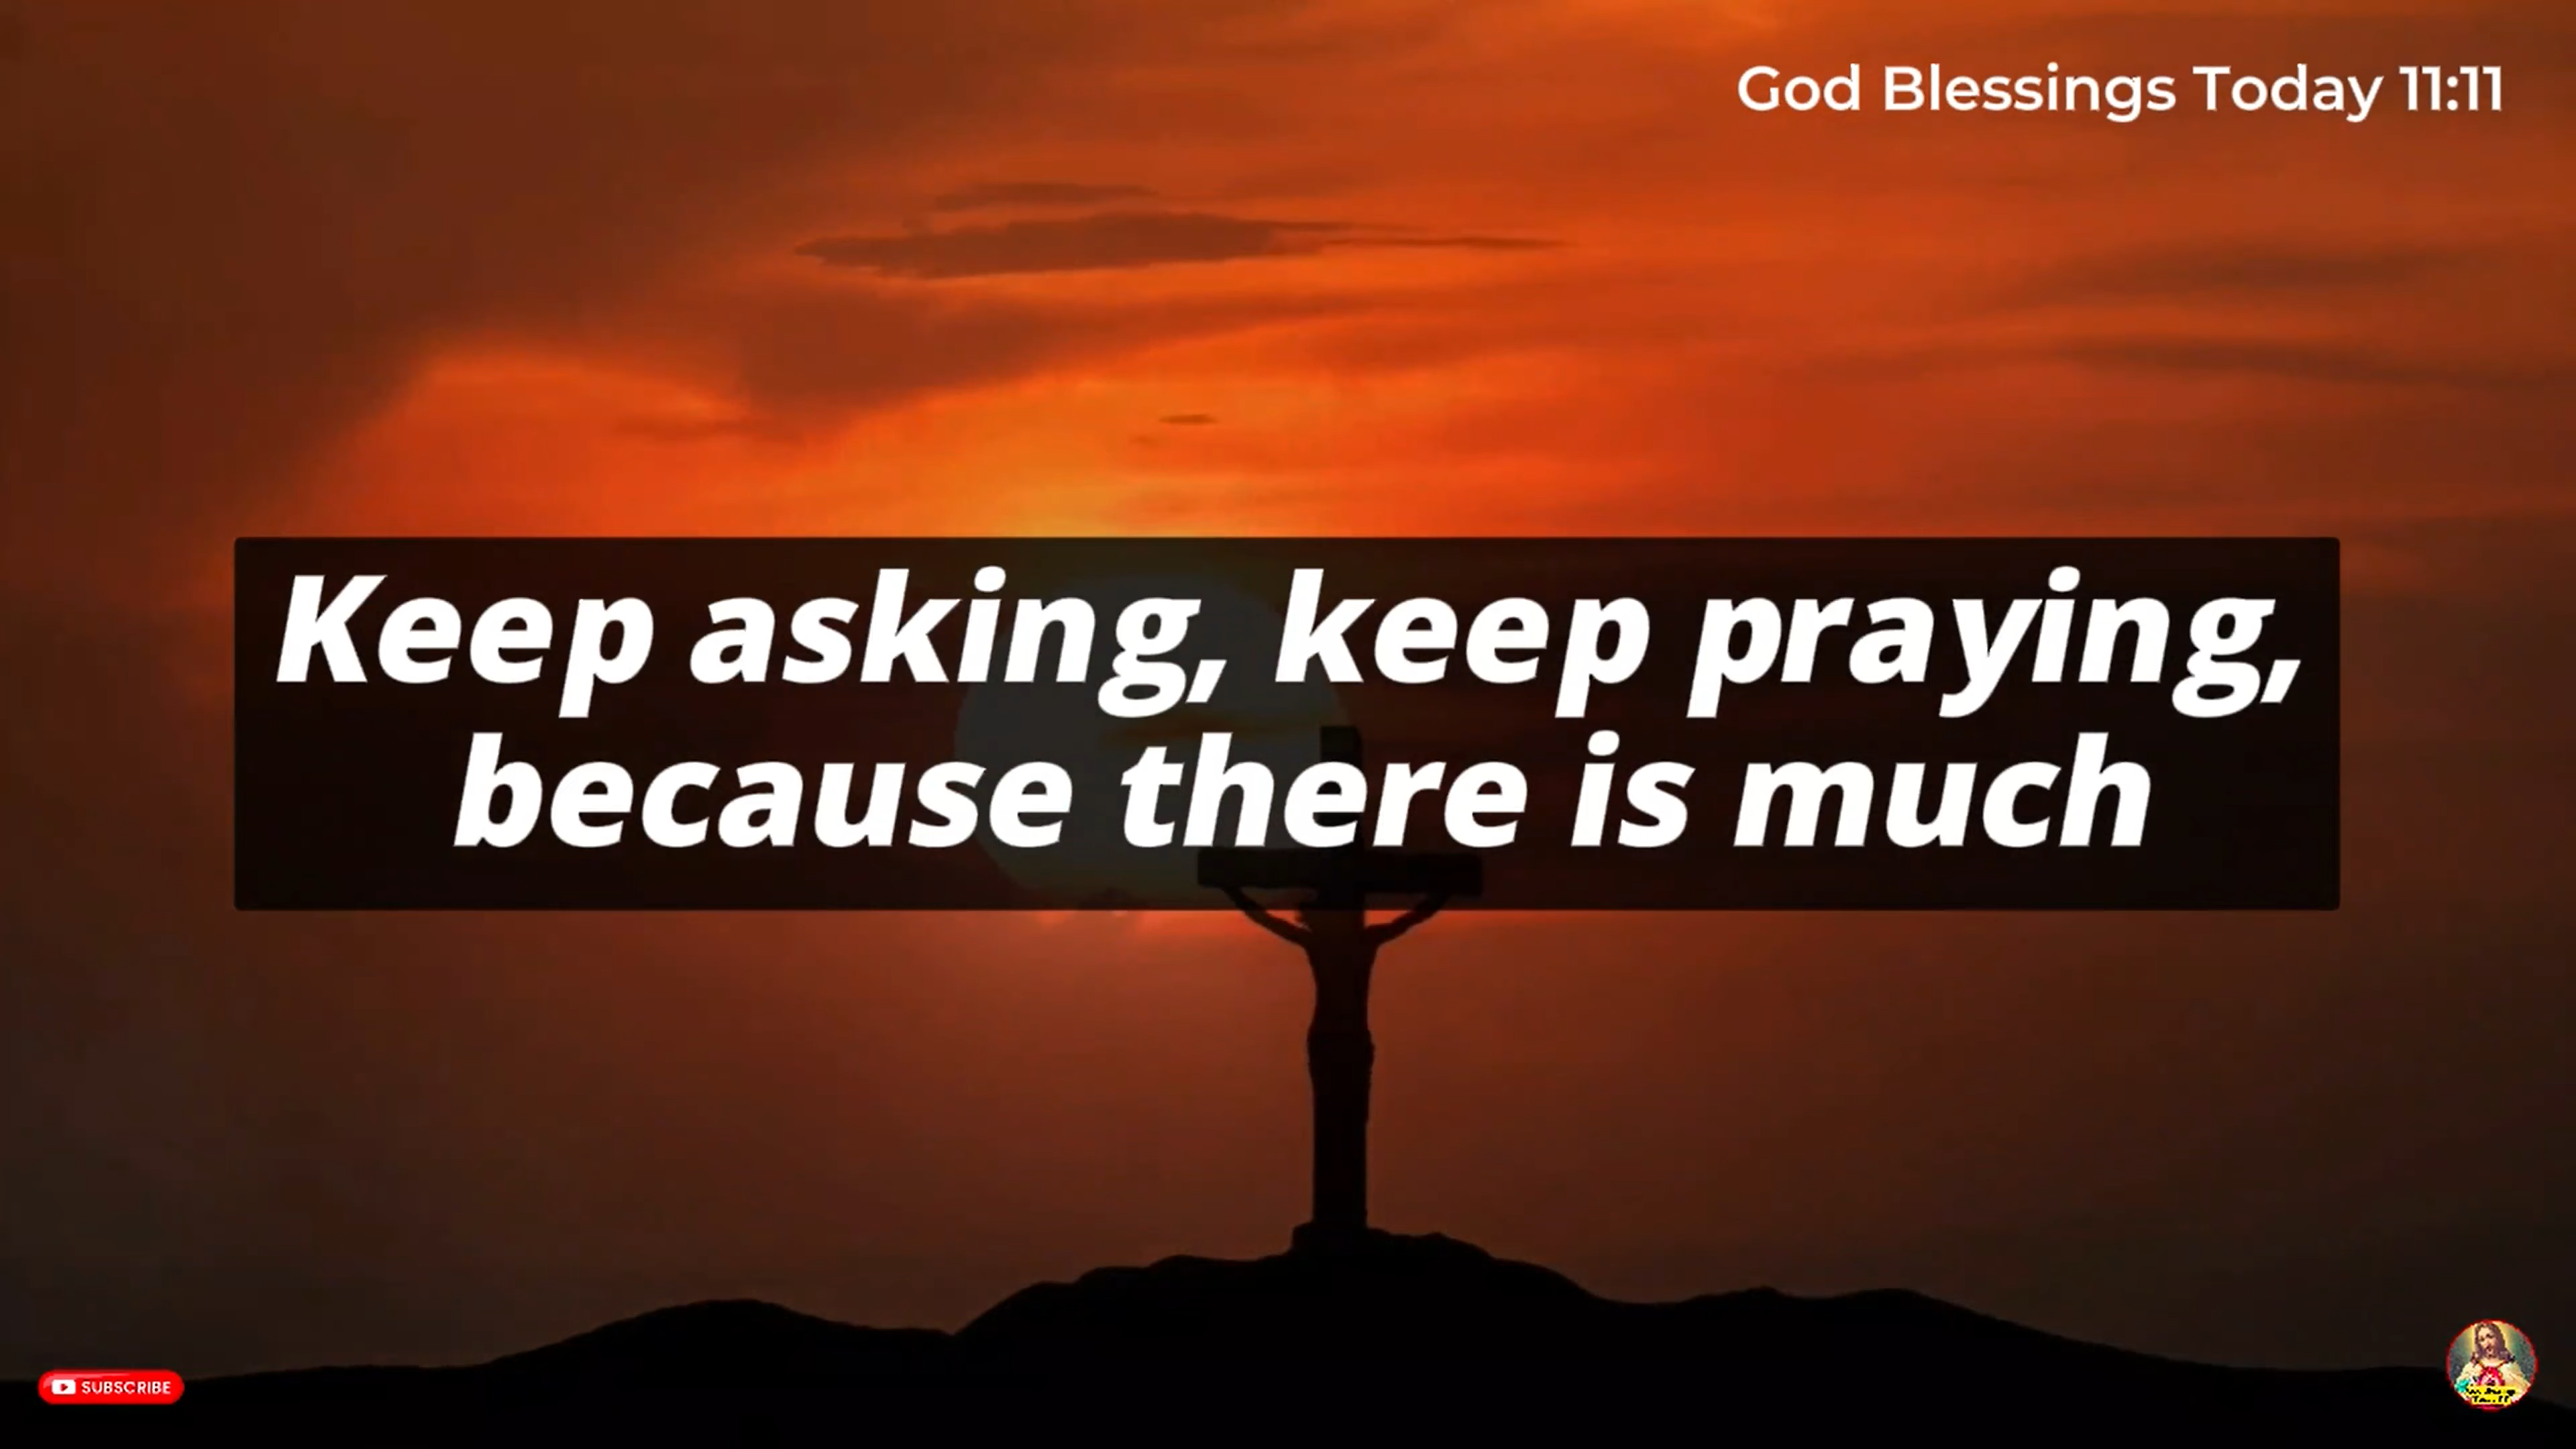 God Blessings Today 11:11
Keep asking, keep praying,
because there is much
SUBSCRIBE